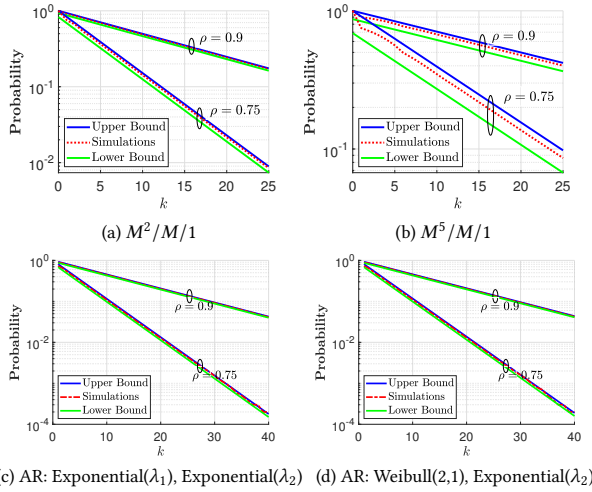 10^0
10^-1
10^-2
Probability
ρ = 0.9
ρ = 0.75
Upper Bound
Simulations
Lower Bound
0 5 10 15 20 25
k
(a) M^2/M/1
10^0
10^-1
Probability
ρ = 0.9
ρ = 0.75
Upper Bound
Simulations
Lower Bound
0 5 10 15 20 25
k
(b) M^5/M/1
10^0
10^-2
10^-4
Probability
ρ = 0.9
ρ = 0.75
Upper Bound
Simulations
Lower Bound
0 10 20 30 40
k
(c) AR: Exponential(λ₁), Exponential(λ₂)
10^0
10^-2
10^-4
Probability
ρ = 0.9
ρ = 0.75
Upper Bound
Simulations
Lower Bound
0 10 20 30 40
k
(d) AR: Weibull(2,1), Exponential(λ₂)